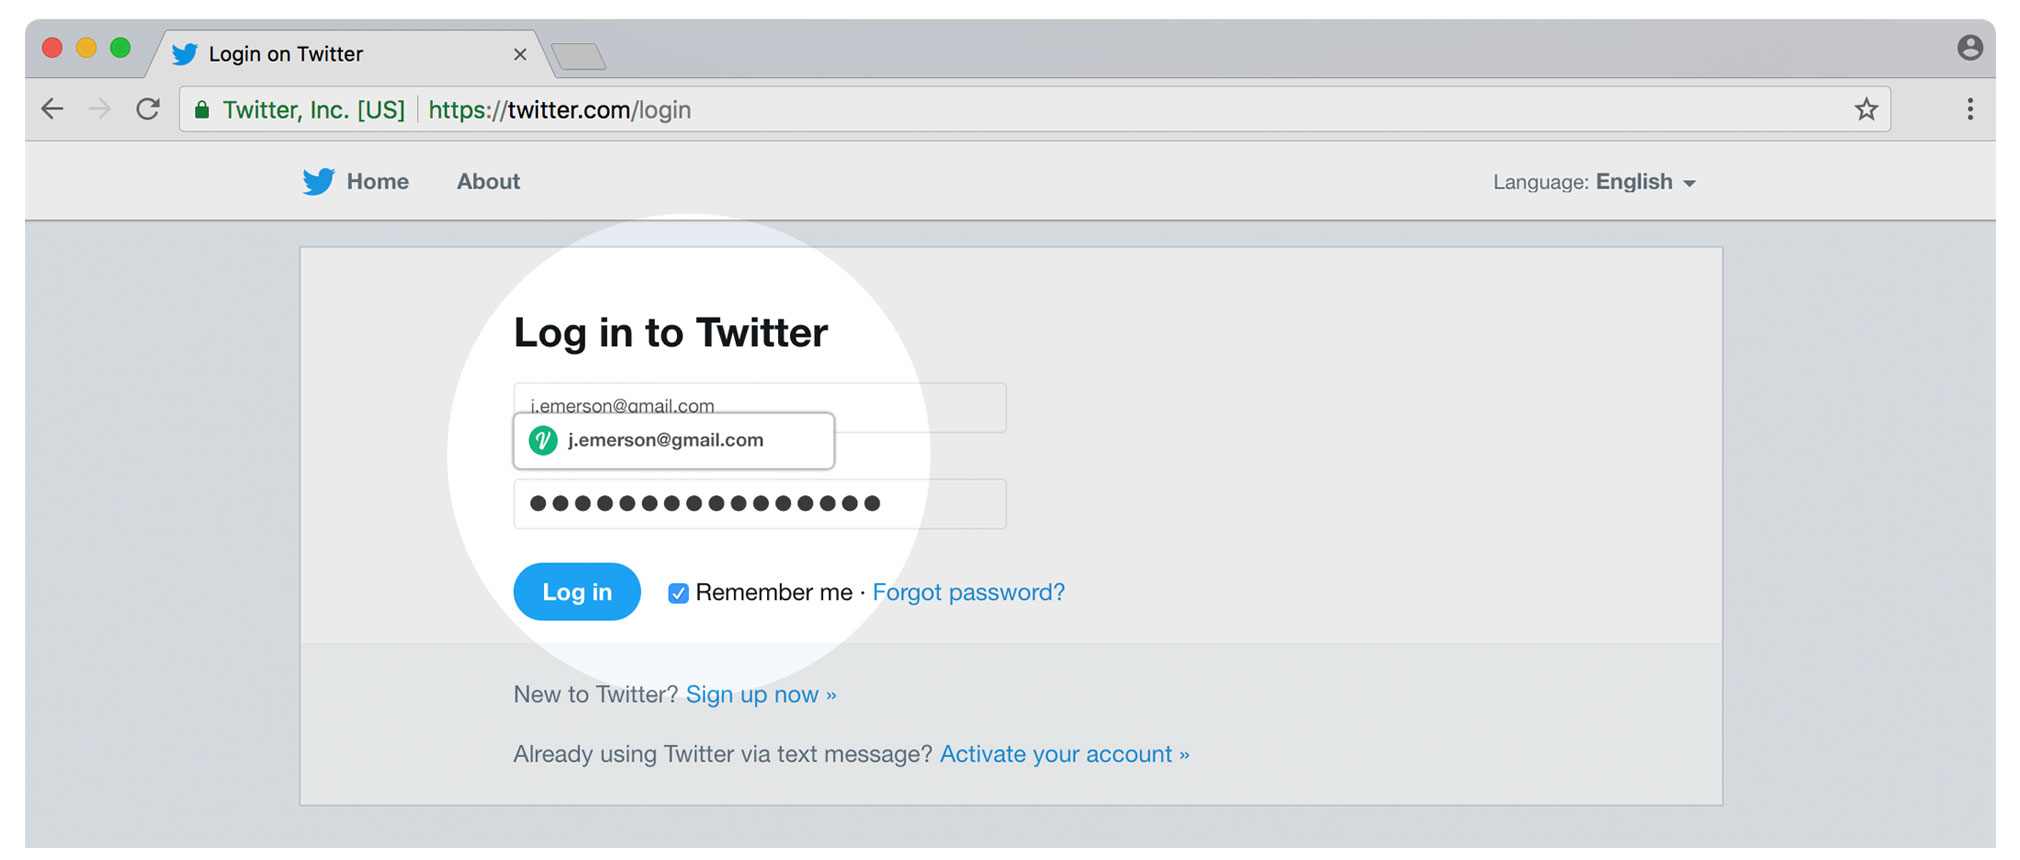 Login on Twitter
Twitter, Inc. [US] https://twitter.com/login
Home About Language: English
Log in to Twitter
j.emerson@gmail.com
j.emerson@gmail.com
Log in Remember me · Forgot password?
New to Twitter? Sign up now »
Already using Twitter via text message? Activate your account »